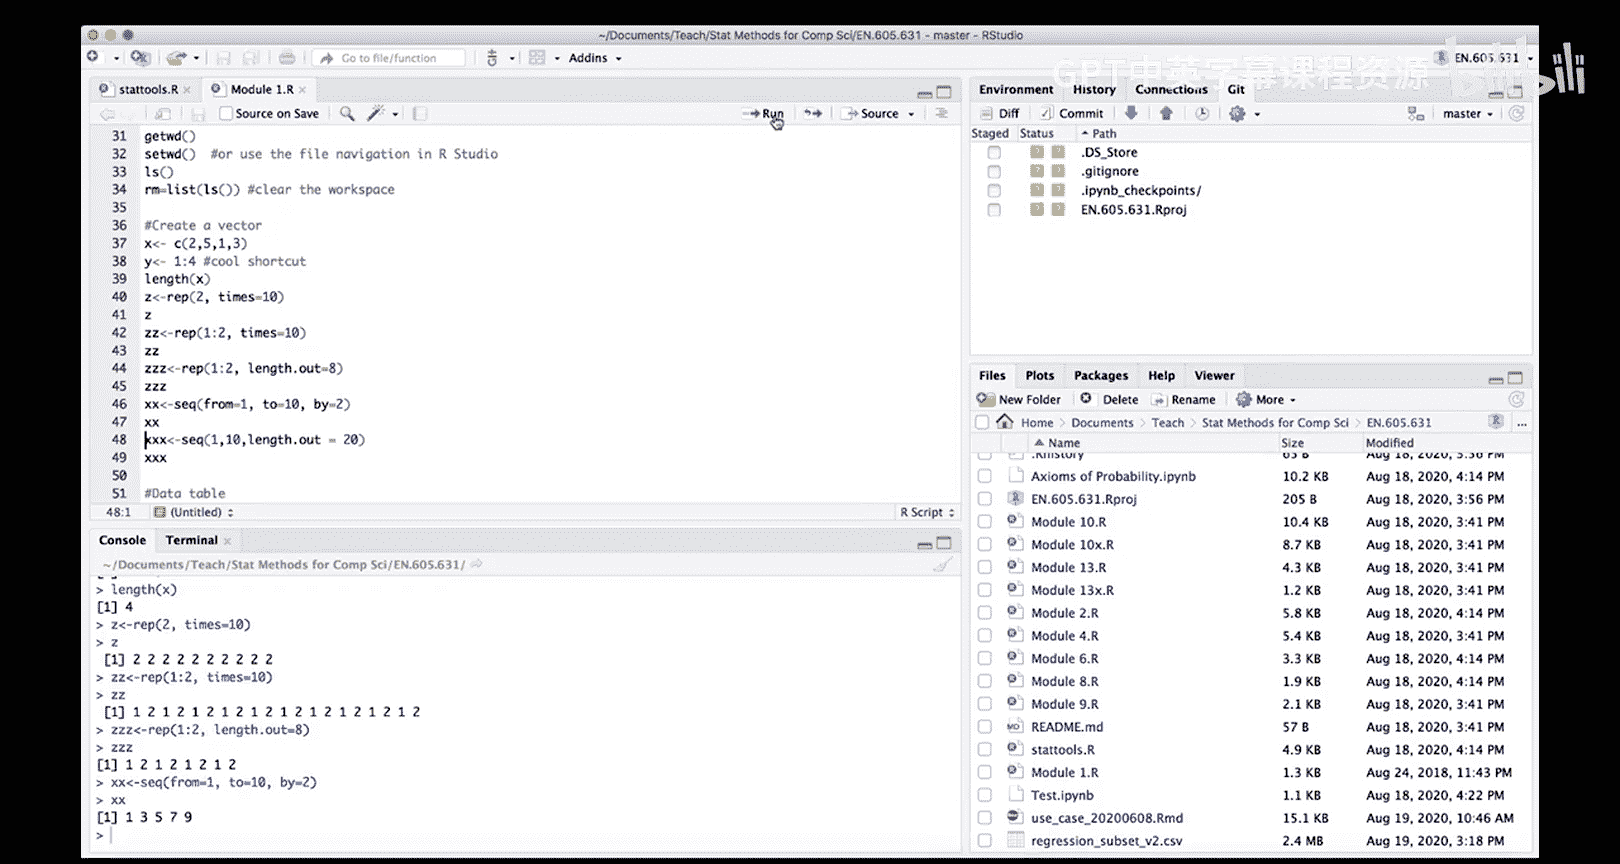 ~/Documents/Teach/Stat Methods for Comp Sci/EN.605.631 - master - RStudio
Go to file/function
Addins
EN.605.631
GPT中英字幕课程资源
bilibili
stattools.R
Module 1.R
Source on Save
Run
Source
31 getwd()
32 setwd()  #or use the file navigation in R Studio
33 ls()
34 rm=list(ls()) #clear the workspace
35
36 #Create a vector
37 x<- c(2,5,1,3)
38 y<- 1:4 #cool shortcut
39 length(x)
40 z<-rep(2, times=10)
41 z
42 zz<-rep(1:2, times=10)
43 zz
44 zzz<-rep(1:2, length.out=8)
45 zzz
46 xx<-seq(from=1, to=10, by=2)
47 xx
48 xxx<-seq(1,10,length.out = 20)
49 xxx
50
51 #Data table
48:1 (Untitled) R Script
Console Terminal
~/Documents/Teach/Stat Methods for Comp Sci/EN.605.631/
> length(x)
[1] 4
> z<-rep(2, times=10)
> z
[1] 2 2 2 2 2 2 2 2 2 2
> zz<-rep(1:2, times=10)
> zz
[1] 1 2 1 2 1 2 1 2 1 2 1 2 1 2 1 2 1 2 1 2
> zzz<-rep(1:2, length.out=8)
> zzz
[1] 1 2 1 2 1 2 1 2
> xx<-seq(from=1, to=10, by=2)
> xx
[1] 1 3 5 7 9
>
Environment History Connections Git
Diff Commit master
Staged Status Path
.DS_Store
.gitignore
.ipynb_checkpoints/
EN.605.631.Rproj
Files Plots Packages Help Viewer
New Folder Delete Rename More
Home > Documents > Teach > Stat Methods for Comp Sci > EN.605.631 ...
Name Size Modified
.Rhistory 63 B Aug 18, 2020, 3:56 PM
Axioms of Probability.ipynb 10.2 KB Aug 18, 2020, 4:14 PM
EN.605.631.Rproj 205 B Aug 18, 2020, 3:56 PM
Module 10.R 10.4 KB Aug 18, 2020, 3:41 PM
Module 10x.R 8.7 KB Aug 18, 2020, 3:41 PM
Module 13.R 4.3 KB Aug 18, 2020, 3:41 PM
Module 13x.R 1.2 KB Aug 18, 2020, 3:41 PM
Module 2.R 5.8 KB Aug 18, 2020, 4:14 PM
Module 4.R 5.4 KB Aug 18, 2020, 3:41 PM
Module 6.R 3.3 KB Aug 18, 2020, 4:14 PM
Module 8.R 1.9 KB Aug 18, 2020, 4:14 PM
Module 9.R 2.1 KB Aug 18, 2020, 3:41 PM
README.md 57 B Aug 18, 2020, 3:41 PM
stattools.R 4.9 KB Aug 18, 2020, 4:14 PM
Module 1.R 1.3 KB Aug 24, 2018, 11:43 PM
Test.ipynb 1.1 KB Aug 18, 2020, 4:22 PM
use_case_20200608.Rmd 15.1 KB Aug 19, 2020, 10:46 AM
regression_subset_v2.csv 2.4 MB Aug 19, 2020, 3:18 PM